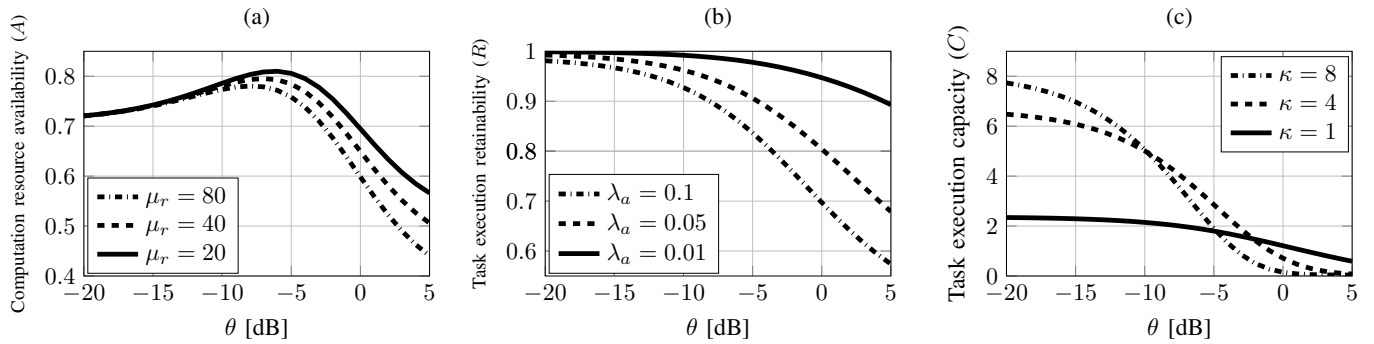 (a)
Computation resource availability (A)
0.8
0.7
0.6
0.5
0.4
μr = 80
μr = 40
μr = 20
−20 −15 −10 −5 0 5
θ [dB]
(b)
Task execution retainability (R)
1
0.9
0.8
0.7
0.6
λa = 0.1
λa = 0.05
λa = 0.01
−20 −15 −10 −5 0 5
θ [dB]
(c)
Task execution capacity (C)
8
6
4
2
0
κ = 8
κ = 4
κ = 1
−20 −15 −10 −5 0 5
θ [dB]